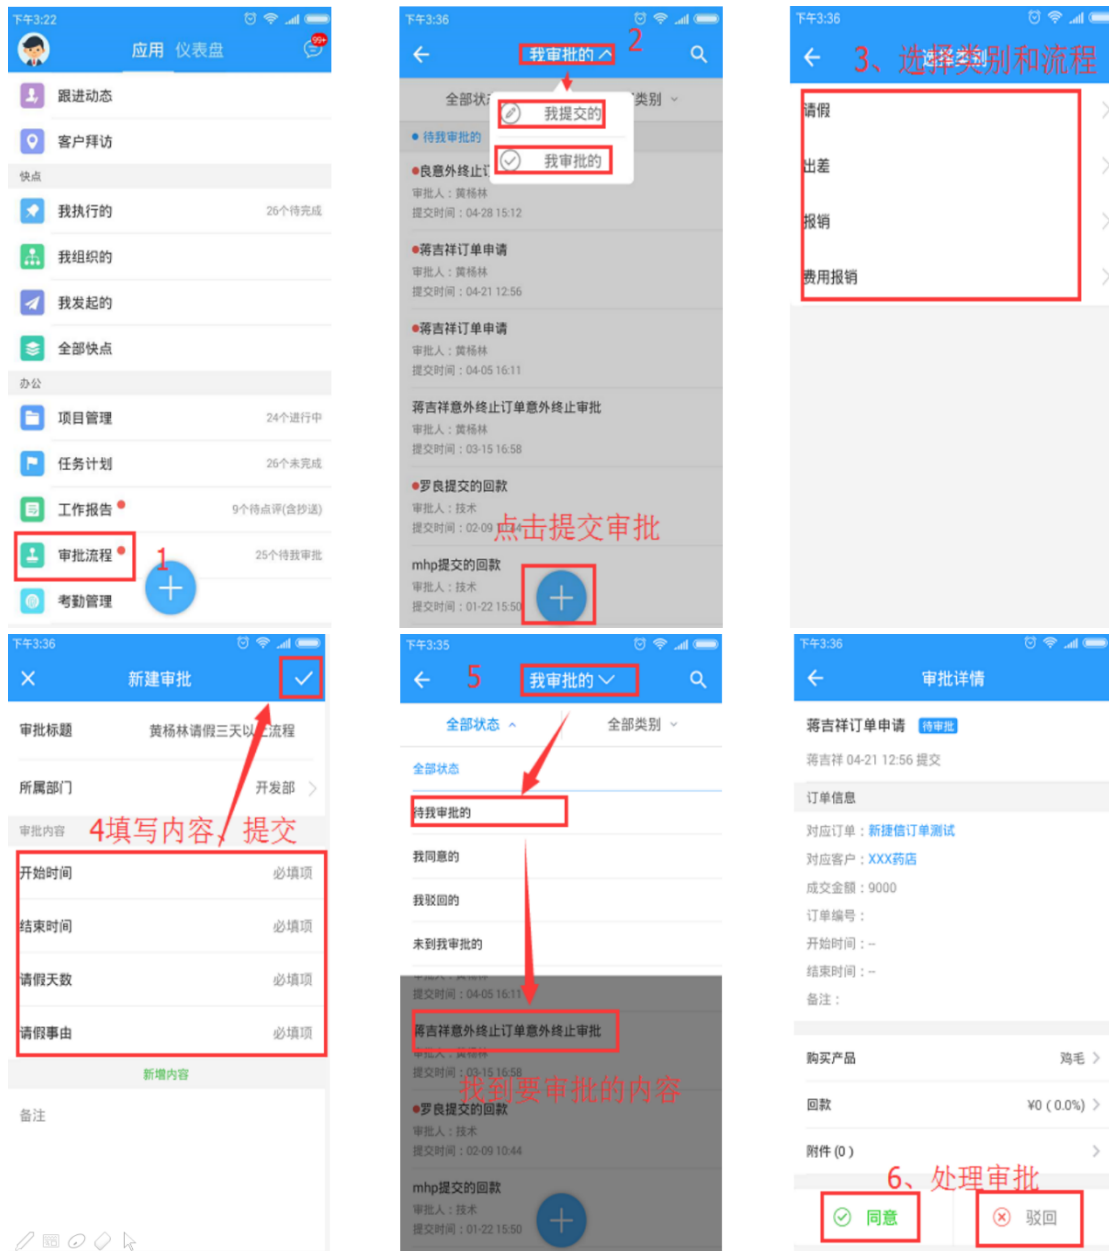 下午3:22
应用 仪表盘
99+
跟进动态
客户拜访
快点
我执行的 26个待完成
我组织的
我发起的
全部快点
办公
项目管理 24个进行中
任务计划 26个未完成
工作报告 9个待点评(含抄送)
审批流程 25个待我审批
1
考勤管理
下午3:36
我审批的 2
全部状 类别
我提交的
待我审批的
我审批的
良意外终止订
审批人：黄杨林
提交时间：04-28 15:12
蒋吉祥订单申请
审批人：黄杨林
提交时间：04-21 12:56
蒋吉祥订单申请
审批人：黄杨林
提交时间：04-05 16:11
蒋吉祥意外终止订单意外终止审批
审批人：黄杨林
提交时间：03-15 16:58
罗良提交的回款
审批人：技术
提交时间：02-09 10:44
点击提交审批
mhp提交的回款
审批人：技术
提交时间：01-22 15:50
下午3:36
选择类别
3、选择类别和流程
请假
出差
报销
费用报销
下午3:36
新建审批
审批标题 黄杨林请假三天以上流程
所属部门 开发部
审批内容
4填写内容、提交
开始时间 必填项
结束时间 必填项
请假天数 必填项
请假事由 必填项
新增内容
备注
下午3:35
5 我审批的
全部状态 全部类别
全部状态
待我审批的
我同意的
我驳回的
未到我审批的
审批人：黄杨林
提交时间：04-05 16:11
蒋吉祥意外终止订单意外终止审批
审批人：黄杨林
提交时间：03-15 16:58
找到要审批的内容
罗良提交的回款
审批人：技术
提交时间：02-09 10:44
mhp提交的回款
审批人：技术
提交时间：01-22 15:50
下午3:36
审批详情
蒋吉祥订单申请 待审批
蒋吉祥 04-21 12:56 提交
订单信息
对应订单：新捷信订单测试
对应客户：XXX药店
成交金额：9000
订单编号：
开始时间：--
结束时间：--
备注：
购买产品 鸡毛
回款 ¥0 ( 0.0%)
附件 (0 )
6、处理审批
同意 驳回